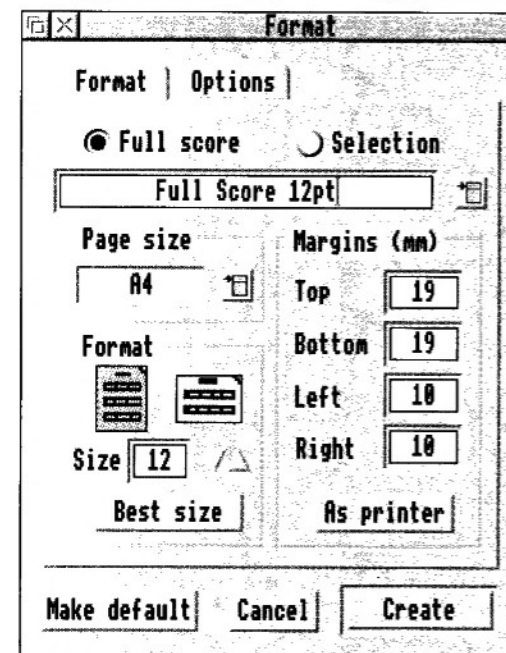 Format
Format Options
Full score Selection
Full Score 12pt
Page size
A4
Format
Size 12
Best size
Margins (mm)
Top 19
Bottom 19
Left 10
Right 10
As printer
Make default Cancel Create